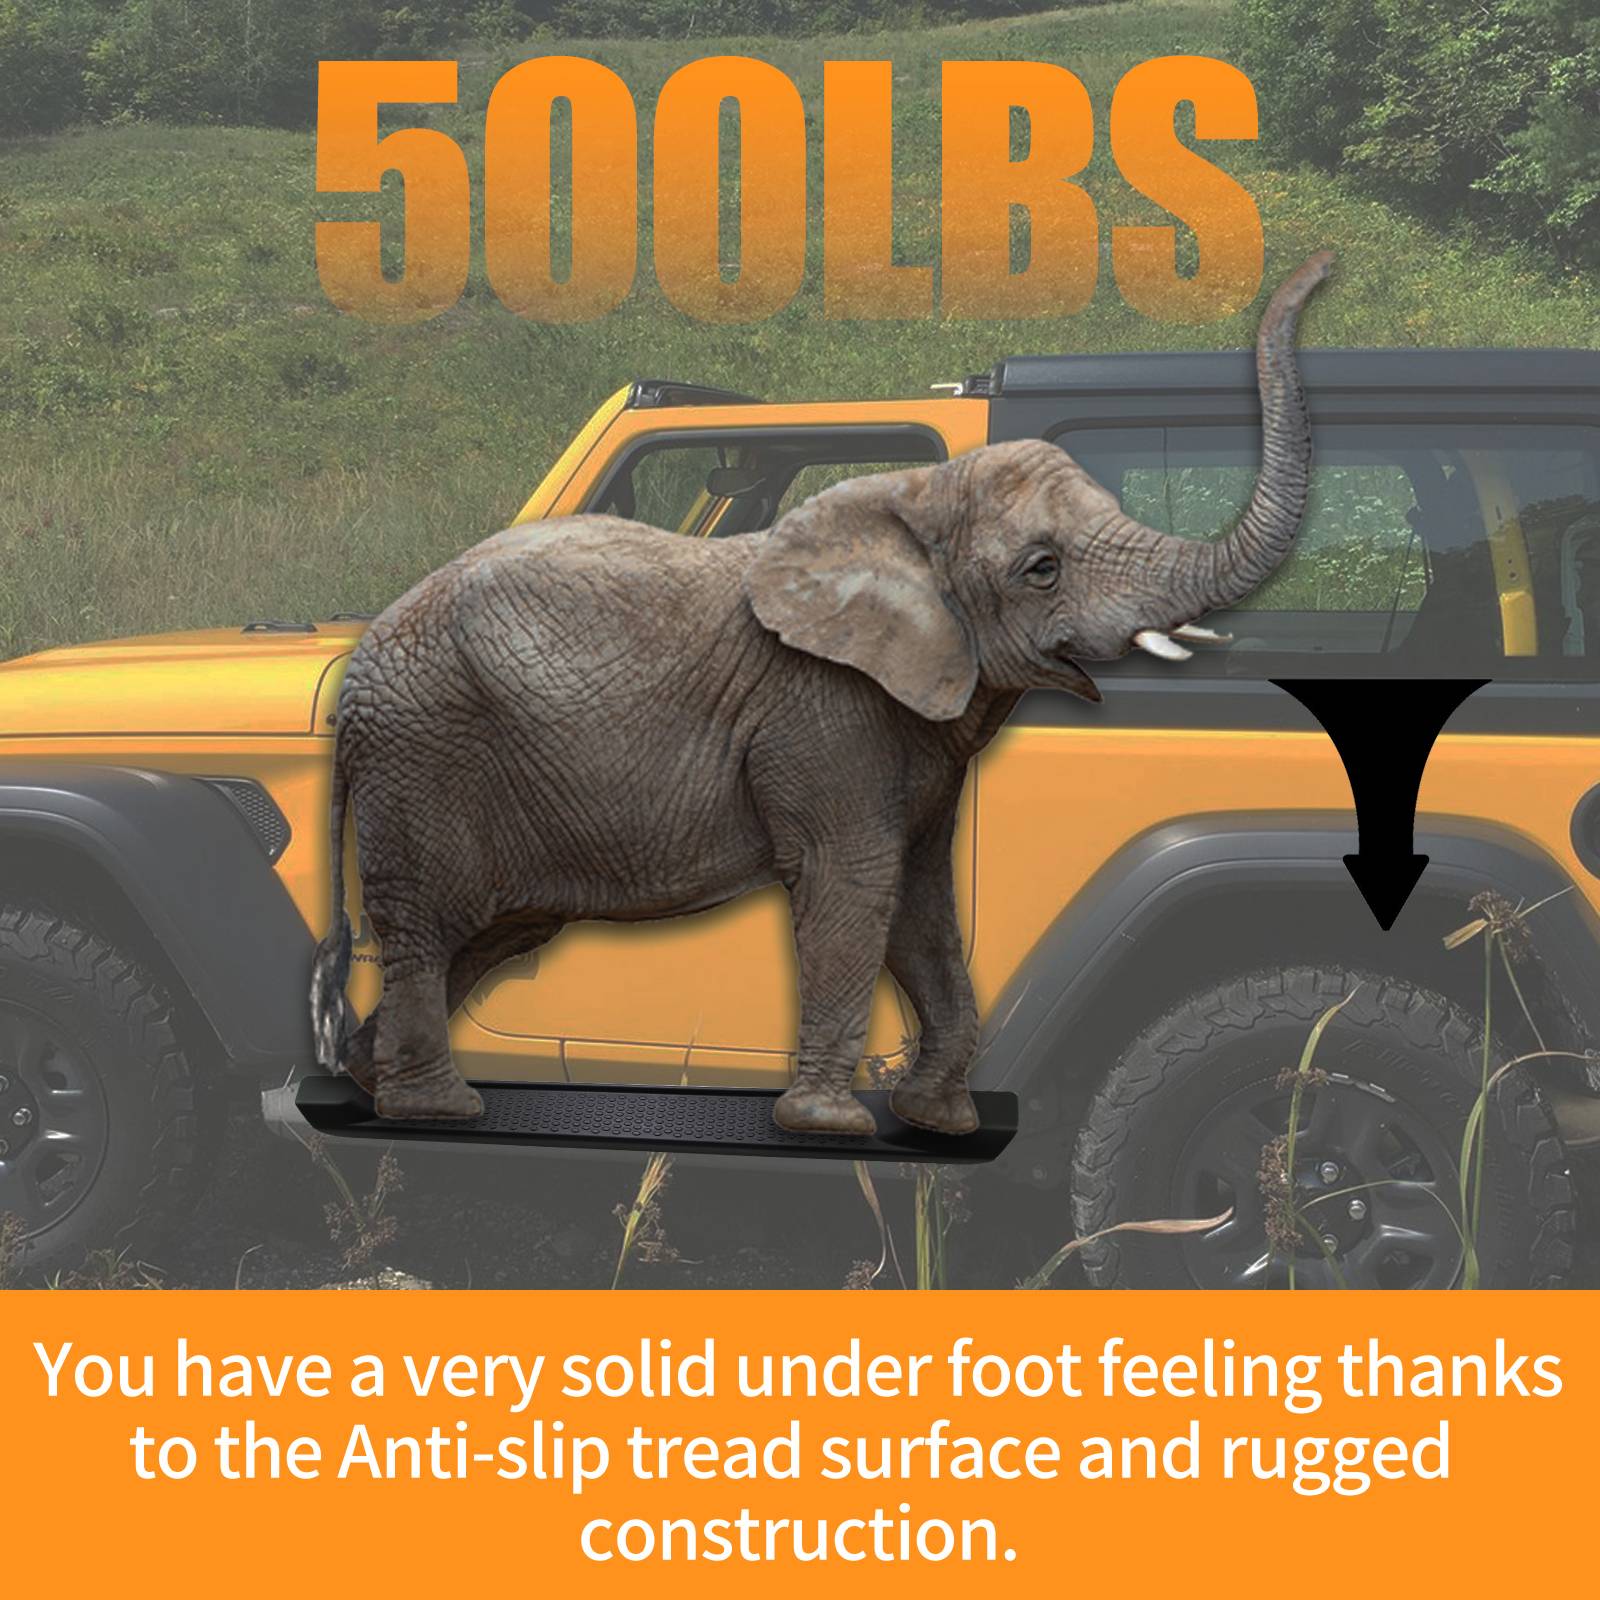 500LBS
You have a very solid under foot feeling thanks
to the Anti-slip tread surface and rugged
construction.